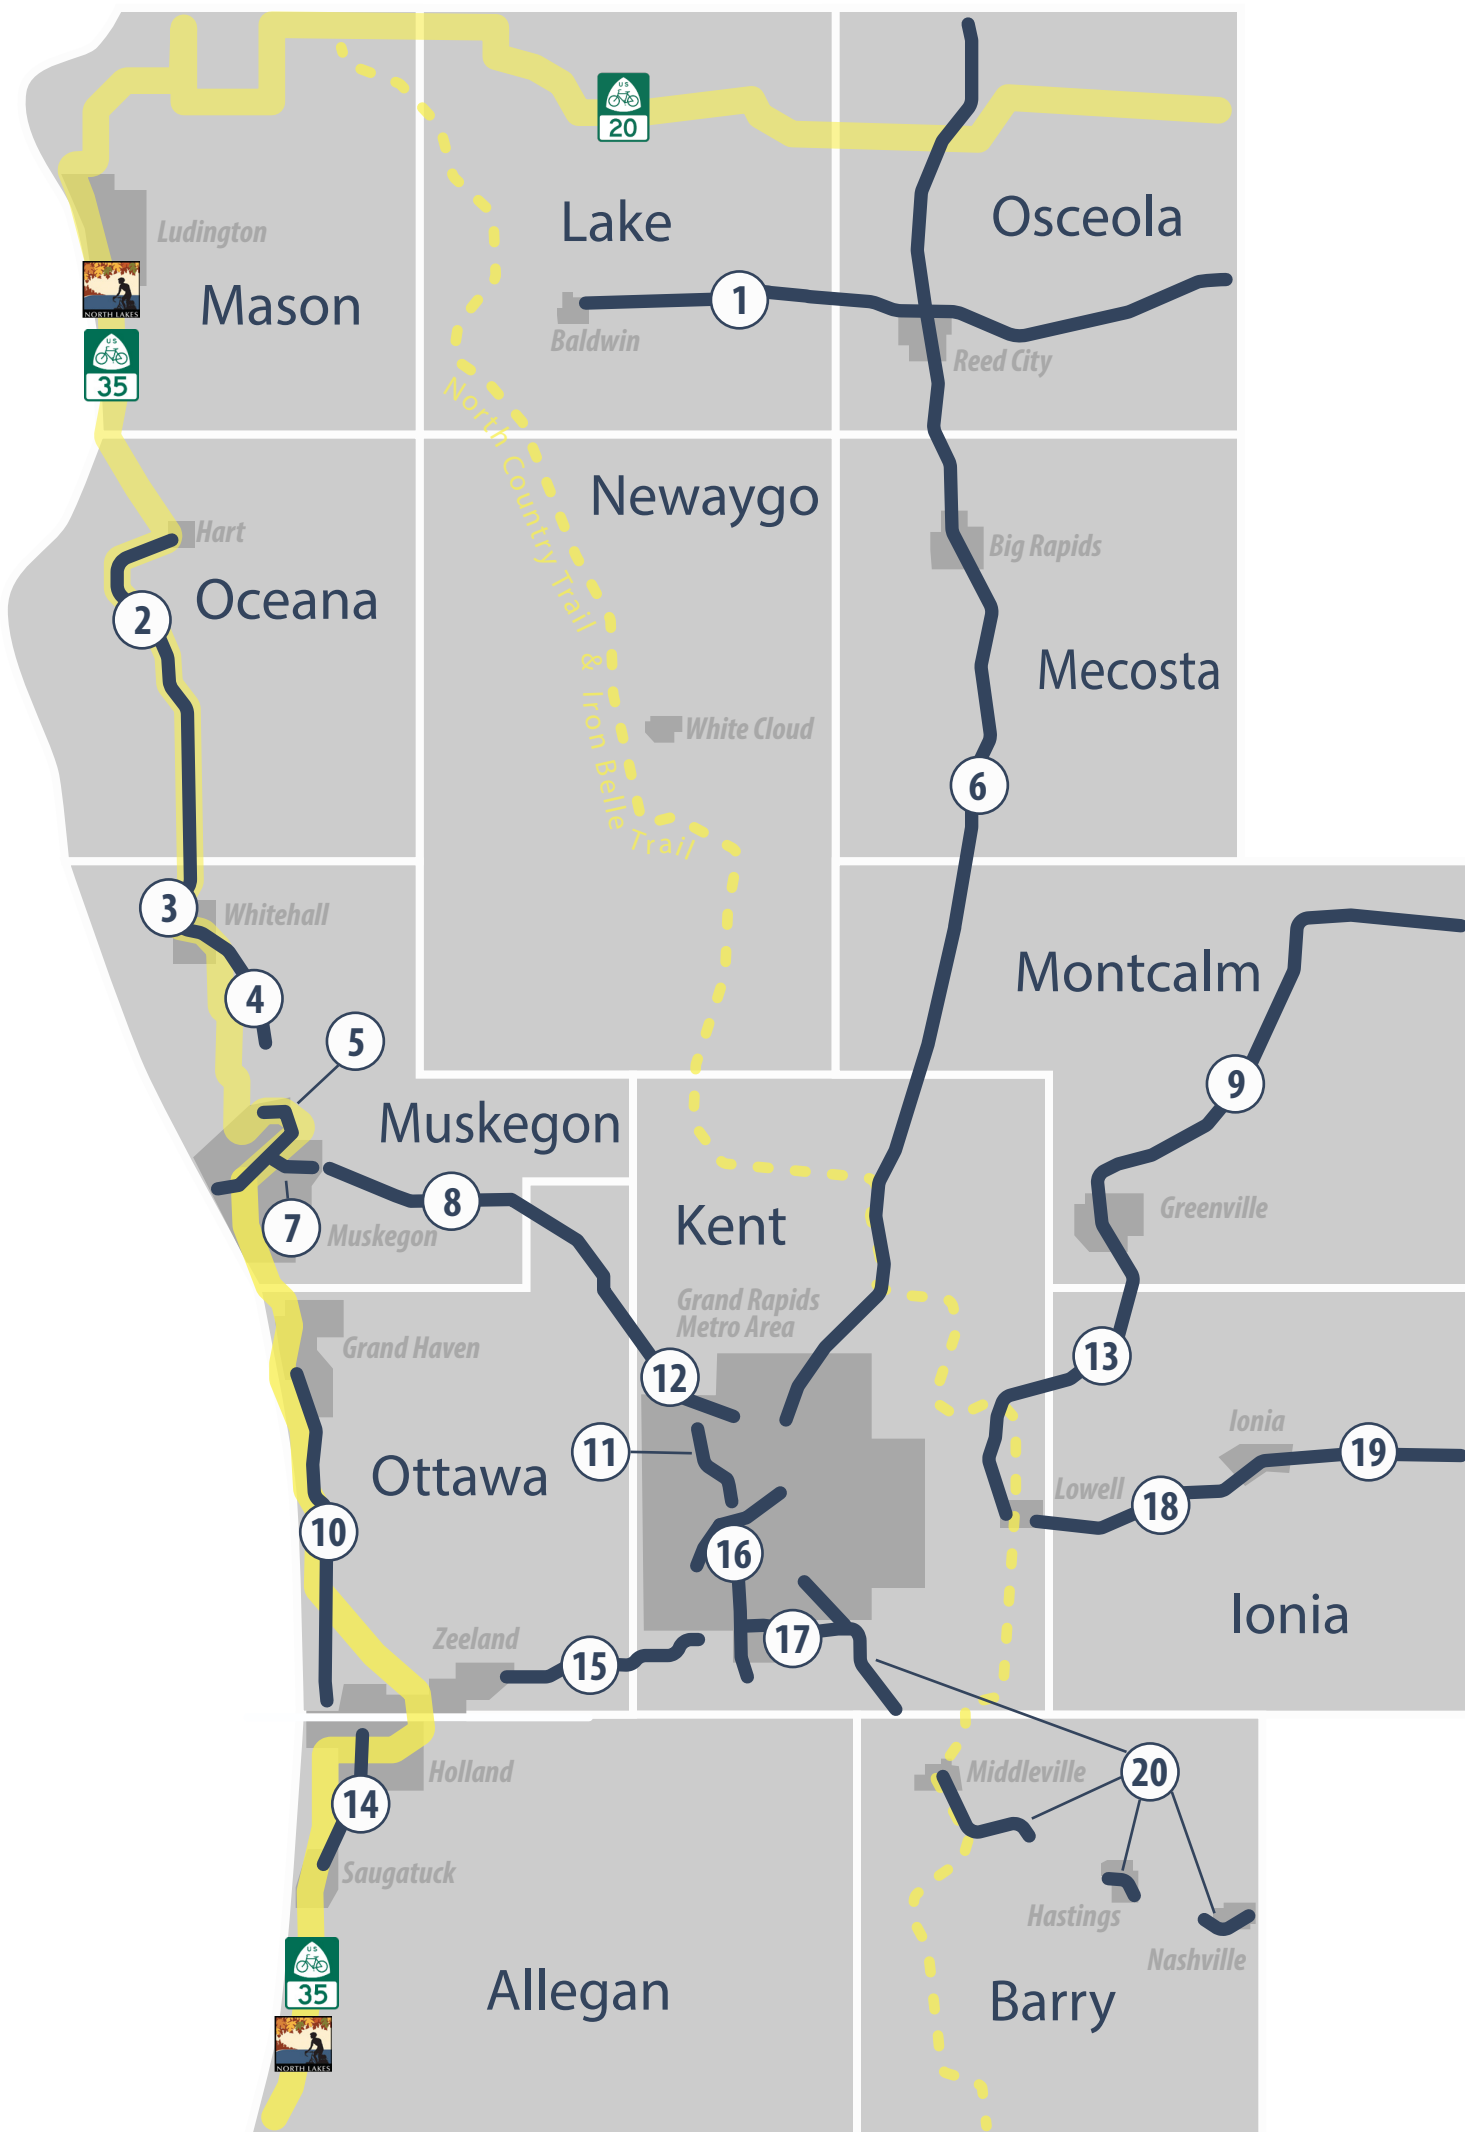 US
20
Lake
Osceola
Ludington
Mason
NORTH LAKES
US
35
1
Baldwin
Reed City
North Country Trail & Iron Belle Trail
Newaygo
Hart
Oceana
2
Big Rapids
Mecosta
White Cloud
6
3
Whitehall
Montcalm
4
5
9
Muskegon
8
7
Muskegon
Kent
Greenville
Grand Rapids
Metro Area
Grand Haven
12
13
11
Ionia
19
Ottawa
Lowell
18
10
16
Ionia
Zeeland
15
17
Holland
14
Middleville
20
Saugatuck
Hastings
Nashville
US
35
Allegan
Barry
NORTH LAKES